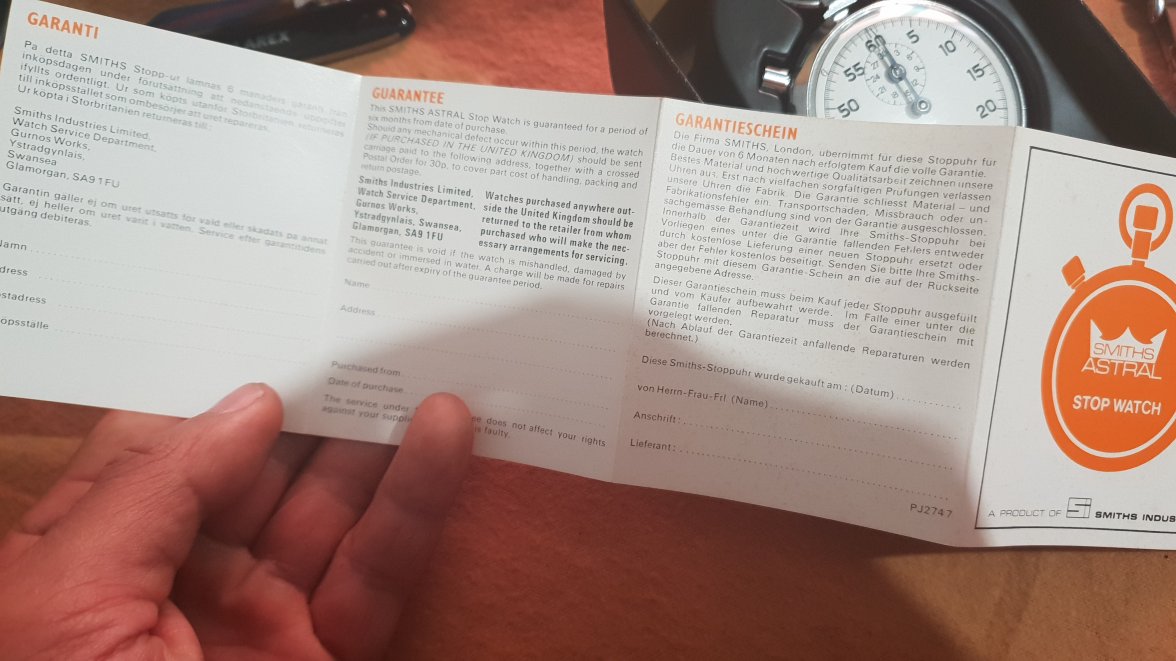 GARANTI
Pa detta SMITHS Stopp-ur lamnas 6 manaders garanti fran
inkopsdagen under forutsattning att nedanstaende uppgifter
ifyllts ordentligt. Ur som kopts utanfor Storbritanien returneras
till inkopsstallet som ombesorjer att uret repareras.
Ur kopta i Storbritanien returneras till :
Smiths Industries Limited,
Watch Service Department,
Gurnos Works,
Ystradgynlais,
Swansea
Glamorgan, SA9 1FU
Garantin galler ej om uret utsatts for vald eller skadats pa annat
satt, ej heller om uret varit i vatten. Service efter garantitidens
utgang debiteras.
Namn
dress
stadress
opsstalle
GUARANTEE
This SMITHS ASTRAL Stop Watch is guaranteed for a period of
six months from date of purchase.
Should any mechanical defect occur within this period, the watch
(IF PURCHASED IN THE UNITED KINGDOM) should be sent
carriage paid to the following address, together with a crossed
Postal Order for 30p, to cover part cost of handling, packing and
return postage.
Smiths Industries Limited,
Watch Service Department,
Gurnos Works,
Ystradgynlais, Swansea,
Glamorgan, SA9 1FU
Watches purchased anywhere out-
side the United Kingdom should be
returned to the retailer from whom
purchased who will make the nec-
essary arrangements for servicing.
This guarantee is void if the watch is mishandled, damaged by
accident or immersed in water. A charge will be made for repairs
carried out after expiry of the guarantee period.
Name
Address
Purchased from
Date of purchase
The service under ee does not affect your rights
against your supplie is faulty.
GARANTIESCHEIN
Die Firma SMITHS, London, ubernimmt fur diese Stoppuhr fur
die Dauer von 6 Monaten nach erfolgtem Kauf die volle Garantie.
Bestes Material und hochwertige Qualitatsarbeit zeichnen unsere
Uhren aus. Erst nach vielfachen sorgfaltigen Prufungen verlassen
unsere Uhren die Fabrik. Die Garantie schliesst Material – und
Fabrikationsfehler ein. Transportschaden, Missbrauch oder un-
sachgemasse Behandlung sind von der Garantie ausgeschlossen.
Innerhalb der Garantiezeit wird Ihre Smiths-Stoppuhr bei
Vorliegen eines unter die Garantie fallenden Fehlers entweder
durch kostenlose Lieferung einer neuen Stoppuhr ersetzt oder
aber der Fehler kostenlos beseitigt. Senden Sie bitte Ihre Smiths-
Stoppuhr mit diesem Garantie-Schein an die auf der Ruckseite
angegebene Adresse.
Dieser Garantieschein muss beim Kauf jeder Stoppuhr ausgefullt
und vom Kaufer aufbewahrt werde. Im Falle einer unter die
Garantie fallenden Reparatur muss der Garantieschein mit
vorgelegt werden.
(Nach Ablauf der Garantiezeit anfallende Reparaturen werden
berechnet.)
Diese Smiths-Stoppuhr wurde gekauft am : (Datum)
von Herrn-Frau-Frl (Name)
Anschrift :
Lieferant :
PJ2747
SMITHS
ASTRAL
STOP WATCH
A PRODUCT OF SMITHS INDUS
60 5 10 15 20 50 55